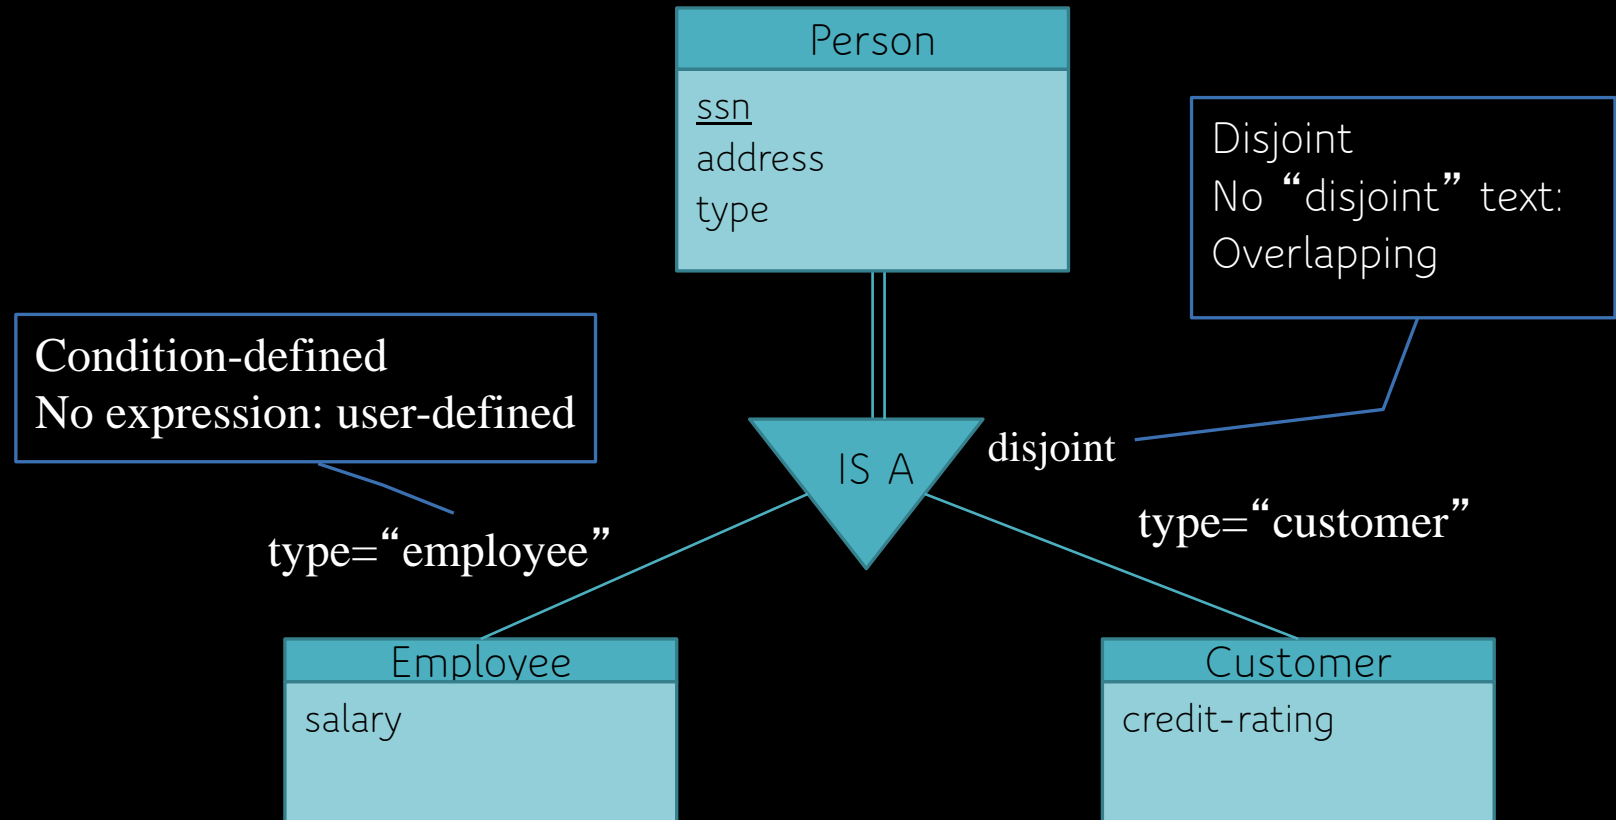 Person
ssn
address
type
Disjoint
No “disjoint” text:
Overlapping
Condition-defined
No expression: user-defined
IS A
disjoint
type=“employee”
type=“customer”
Employee
salary
Customer
credit-rating